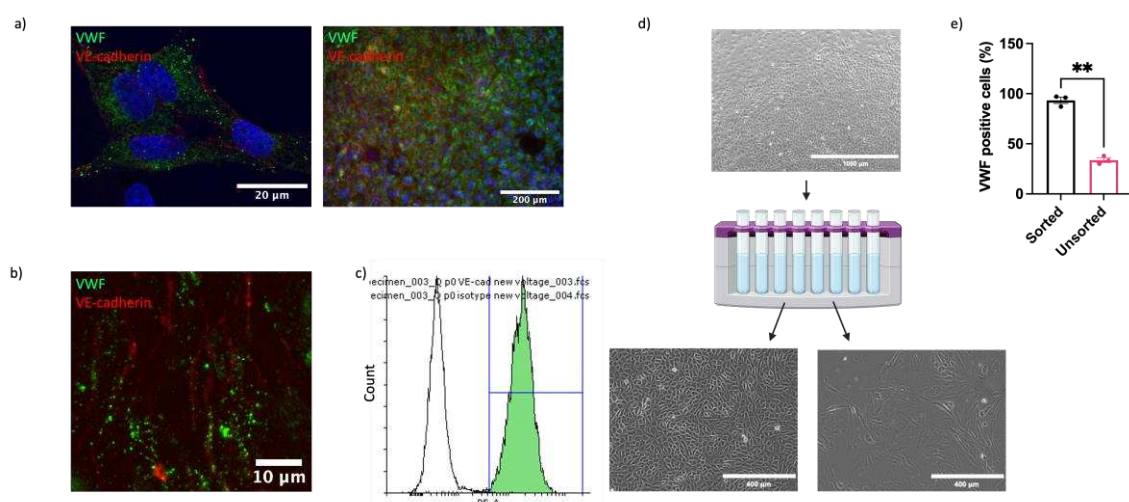 a)
VWF
VE-cadherin
20 µm
VWF
VE-cadherin
200 µm
b)
VWF
VE-cadherin
10 µm
c)
ecimen_003_D p0 VE-cad new voltage_003.fcs
ecimen_003_D p0 isotype new voltage_004.fcs
Count
d)
1000 µm
400 µm
400 µm
e)
VWF positive cells (%)
150
100
50
0
**
Sorted
Unsorted